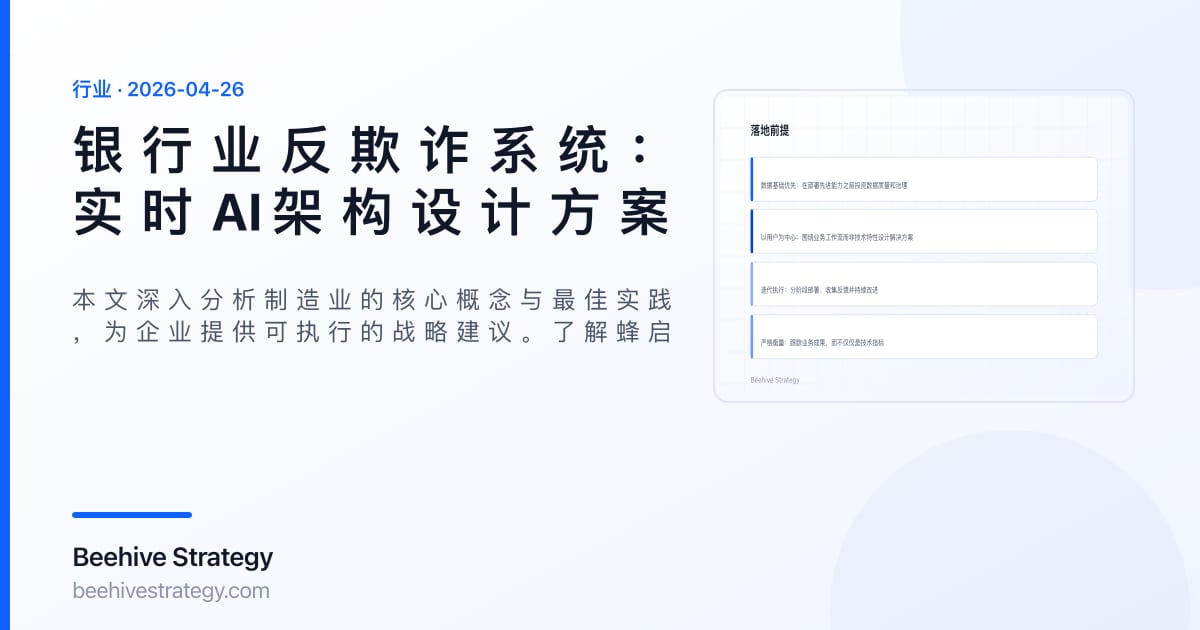 行业 · 2026-04-26
银行业反欺诈系统：
实时AI架构设计方案
本文深入分析制造业的核心概念与最佳实践
，为企业提供可执行的战略建议。了解蜂启
Beehive Strategy
beehivestrategy.com
落地前提
数据基础优先：在部署先进能力之前投资数据质量和治理
以用户为中心：围绕业务工作流而非技术特性设计解决方案
迭代执行：分阶段部署、收集反馈并持续改进
严格衡量：跟踪业务成果，而不仅仅是技术指标
Beehive Strategy